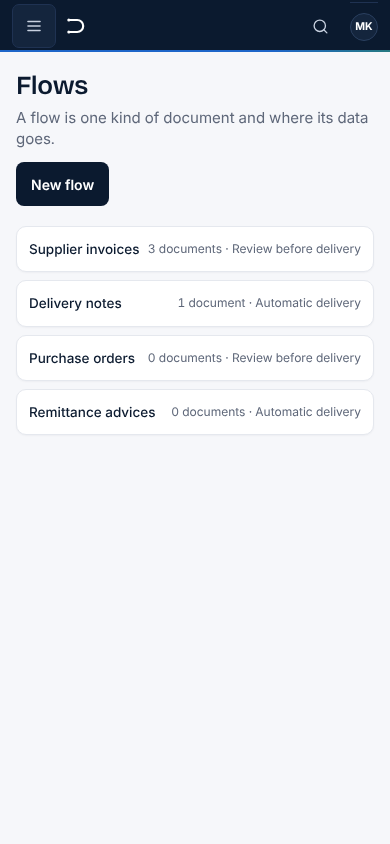 MK
Flows
A flow is one kind of document and where its data
goes.
New flow
Supplier invoices 3 documents · Review before delivery
Delivery notes 1 document · Automatic delivery
Purchase orders 0 documents · Review before delivery
Remittance advices 0 documents · Automatic delivery